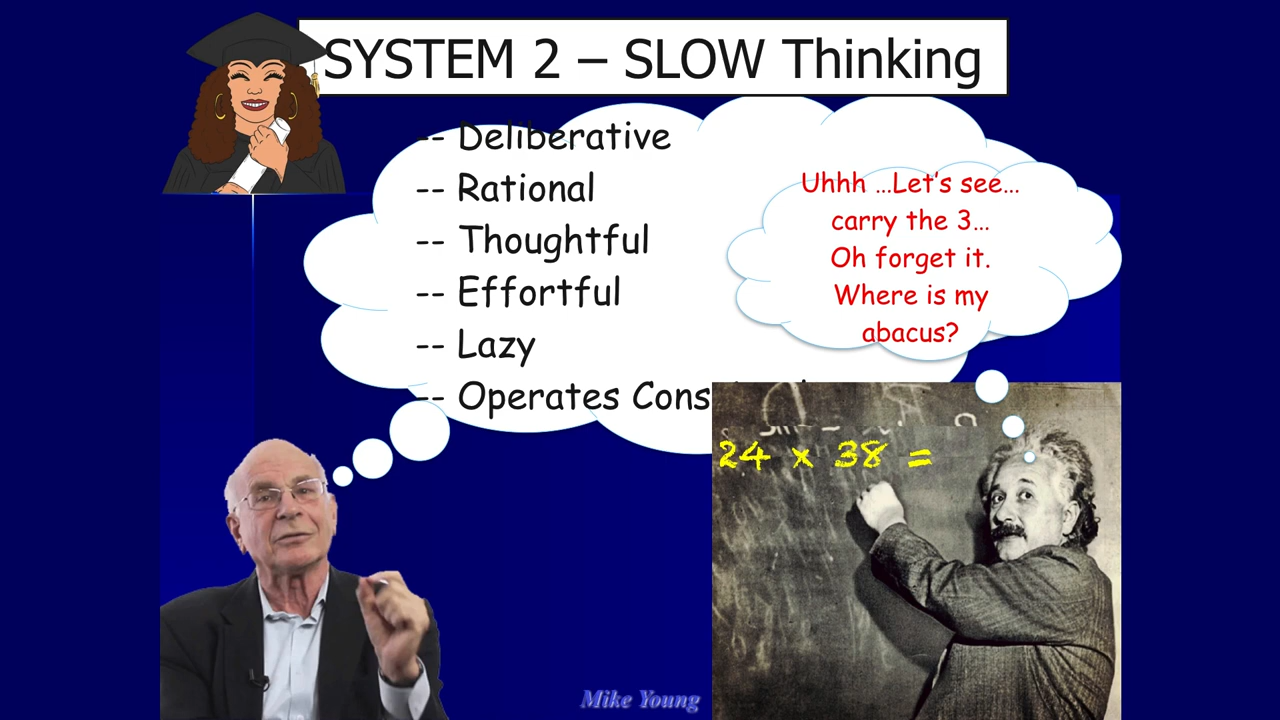 SYSTEM 2 – SLOW Thinking
-- Deliberative
-- Rational
-- Thoughtful
-- Effortful
-- Lazy
-- Operates
Uhhh …Let’s see…
carry the 3…
Oh forget it.
Where is my
abacus?
24 x 38 =
Mike Young